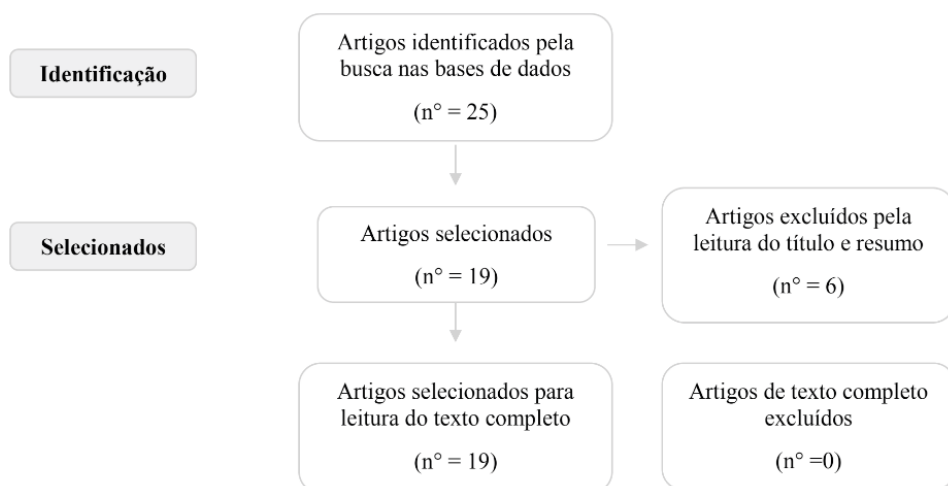 Identificação
Artigos identificados pela
busca nas bases de dados
(n° = 25)
Selecionados
Artigos selecionados
(n° = 19)
Artigos excluídos pela
leitura do título e resumo
(n° = 6)
Artigos selecionados para
leitura do texto completo
(n° = 19)
Artigos de texto completo
excluídos
(n° =0)